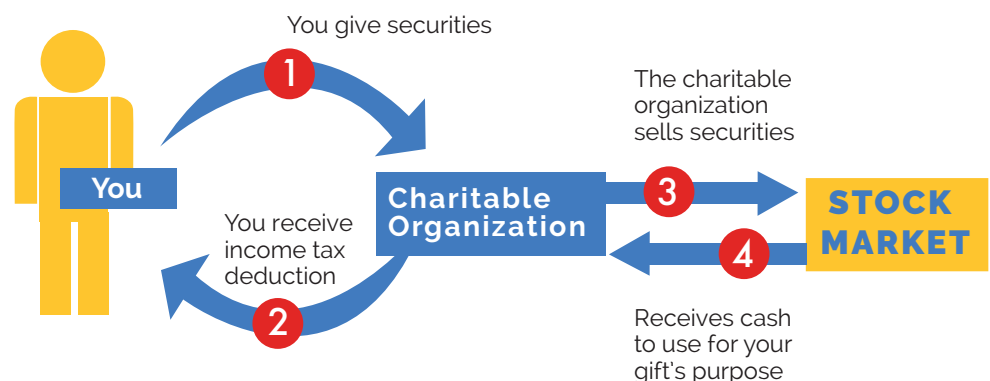 You give securities
1
You
You receive
income tax
deduction
2
Charitable
Organization
The charitable
organization
sells securities
3
STOCK
MARKET
4
Receives cash
to use for your
gift's purpose